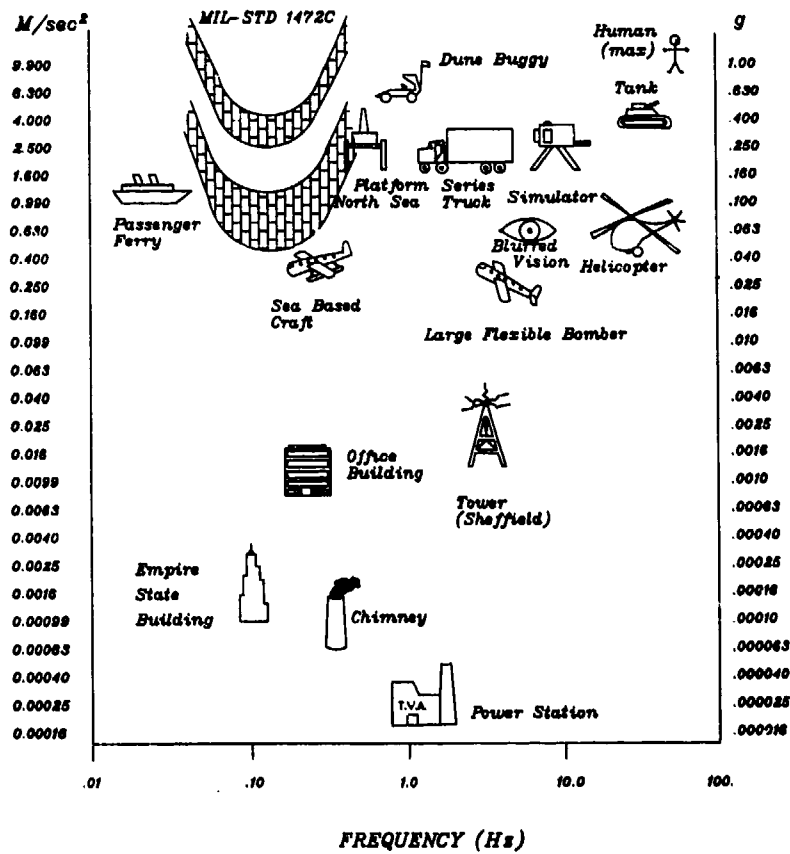 M/sec²
MIL-STD 1472C
g
9.900
6.300
4.000
2.500
1.600
0.990
0.630
0.400
0.250
0.160
0.099
0.063
0.040
0.025
0.016
0.0099
0.0063
0.0040
0.0025
0.0016
0.00099
0.00063
0.00040
0.00025
0.00016
Human
(max)
Dune Buggy
Tank
Platform
North Sea
Series
Truck
Simulator
Passenger
Ferry
Blurred
Vision
Helicopter
Sea Based
Craft
Large Flexible Bomber
Office
Building
Tower
(Sheffield)
Empire
State
Building
Chimney
T.V.A.
Power Station
1.00
.630
.400
.250
.160
.100
.063
.040
.025
.016
.010
.0063
.0040
.0025
.0016
.0010
.00063
.00040
.00025
.00016
.00010
.000063
.000040
.000025
.000016
.01
.10
1.0
10.0
100.
FREQUENCY (Hz)